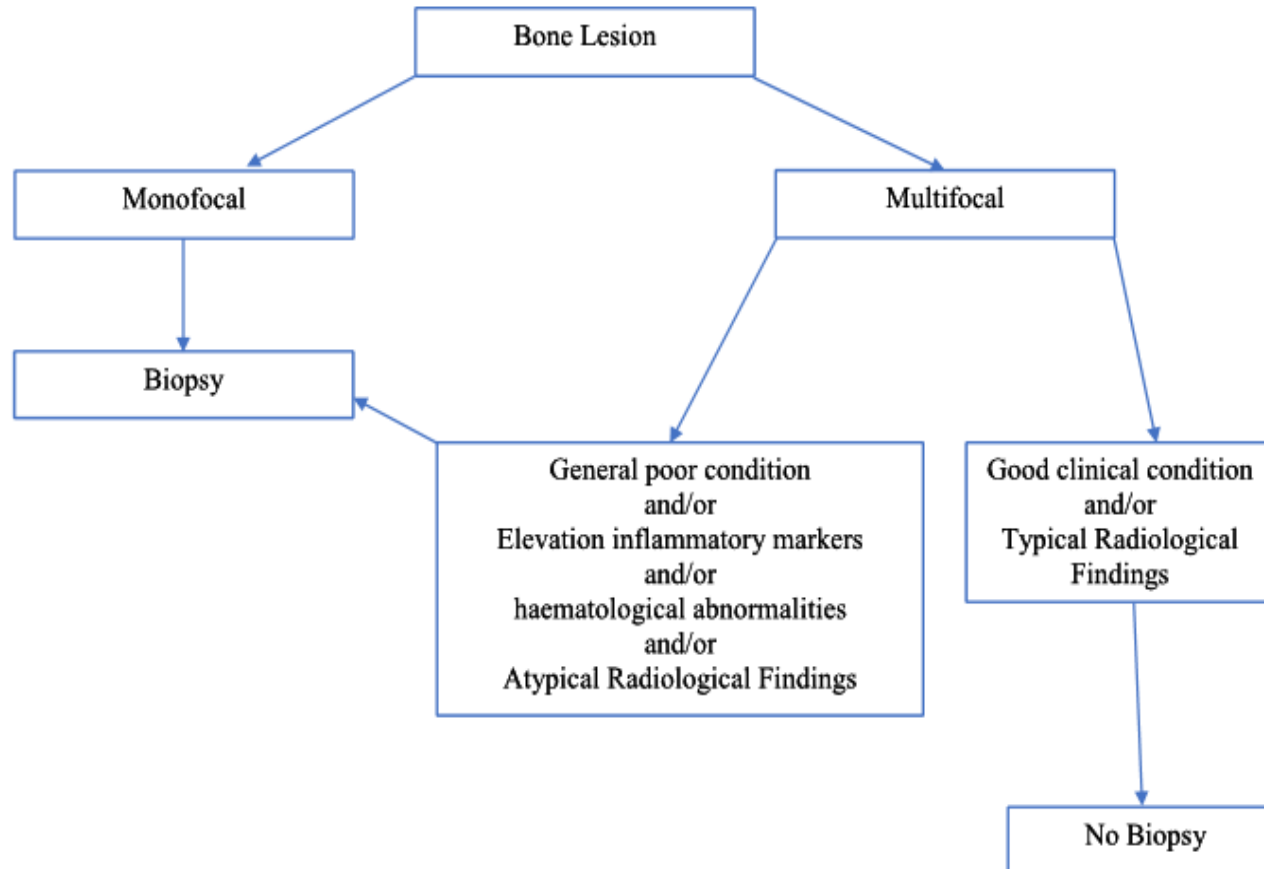 Bone Lesion
Monofocal
Multifocal
Biopsy
General poor condition
and/or
Elevation inflammatory markers
and/or
haematological abnormalities
and/or
Atypical Radiological Findings
Good clinical condition
and/or
Typical Radiological
Findings
No Biopsy